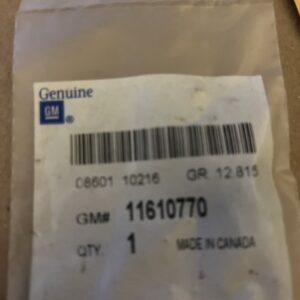 Genuine
GM ®
08601 10216 GR. 12.815
GM# 11610770
QTY. 1 MADE IN CANADA